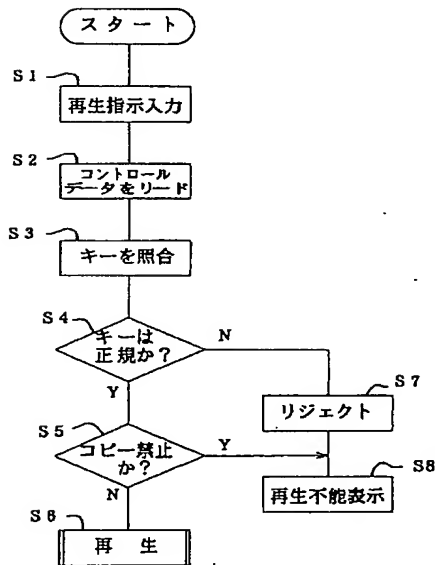 スタート
S1
再生指示入力
S2
コントロール
データをリード
S3
キーを照合
S4
キーは
正規か?
N
Y
S7
リジェクト
S5
コピー禁止
か?
Y
N
S8
再生不能表示
S6
再 生